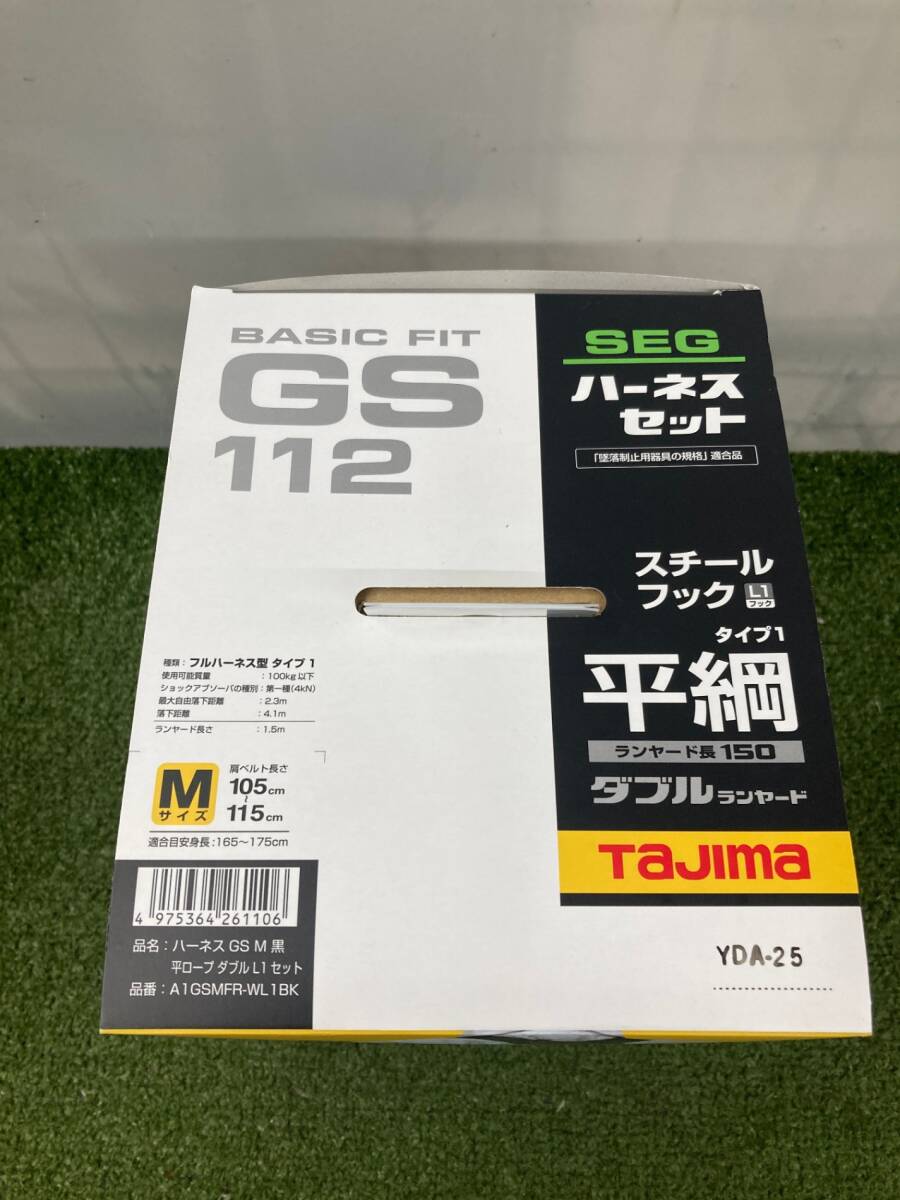 BASIC FIT
GS
112
SEG
ハーネス
セット
「墜落制止用器具の規格」適合品
スチール
フック L1
フック
タイプ1
平綱
ランヤード長 150
ダブル ランヤード
TaJIma
種類：フルハーネス型 タイプ 1
使用可能質量 ：100kg以下
ショックアブソーバの種別：第一種(4kN)
最大自由落下距離 ：2.3m
落下距離 ：4.1m
ランヤード長さ ：1.5m
M
サイズ
肩ベルト長さ
105cm
~
115cm
適合目安身長：165～175cm
4 975364 261106
品名：ハーネス GS M 黒
平ロープ ダブル L1 セット
品番：A1GSMFR-WL1BK
YDA-25